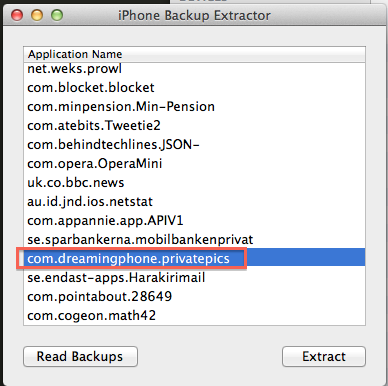 iPhone Backup Extractor
Application Name
net.weks.prowl
com.blocket.blocket
com.minpension.Min-Pension
com.atebits.Tweetie2
com.behindtechlines.JSON-
com.opera.OperaMini
uk.co.bbc.news
au.id.jnd.ios.netstat
com.appannie.app.APIV1
se.sparbankerna.mobilbankenprivat
com.dreamingphone.privatepics
se.endast-apps.Harakirimail
com.pointabout.28649
com.cogeon.math42
Read Backups
Extract